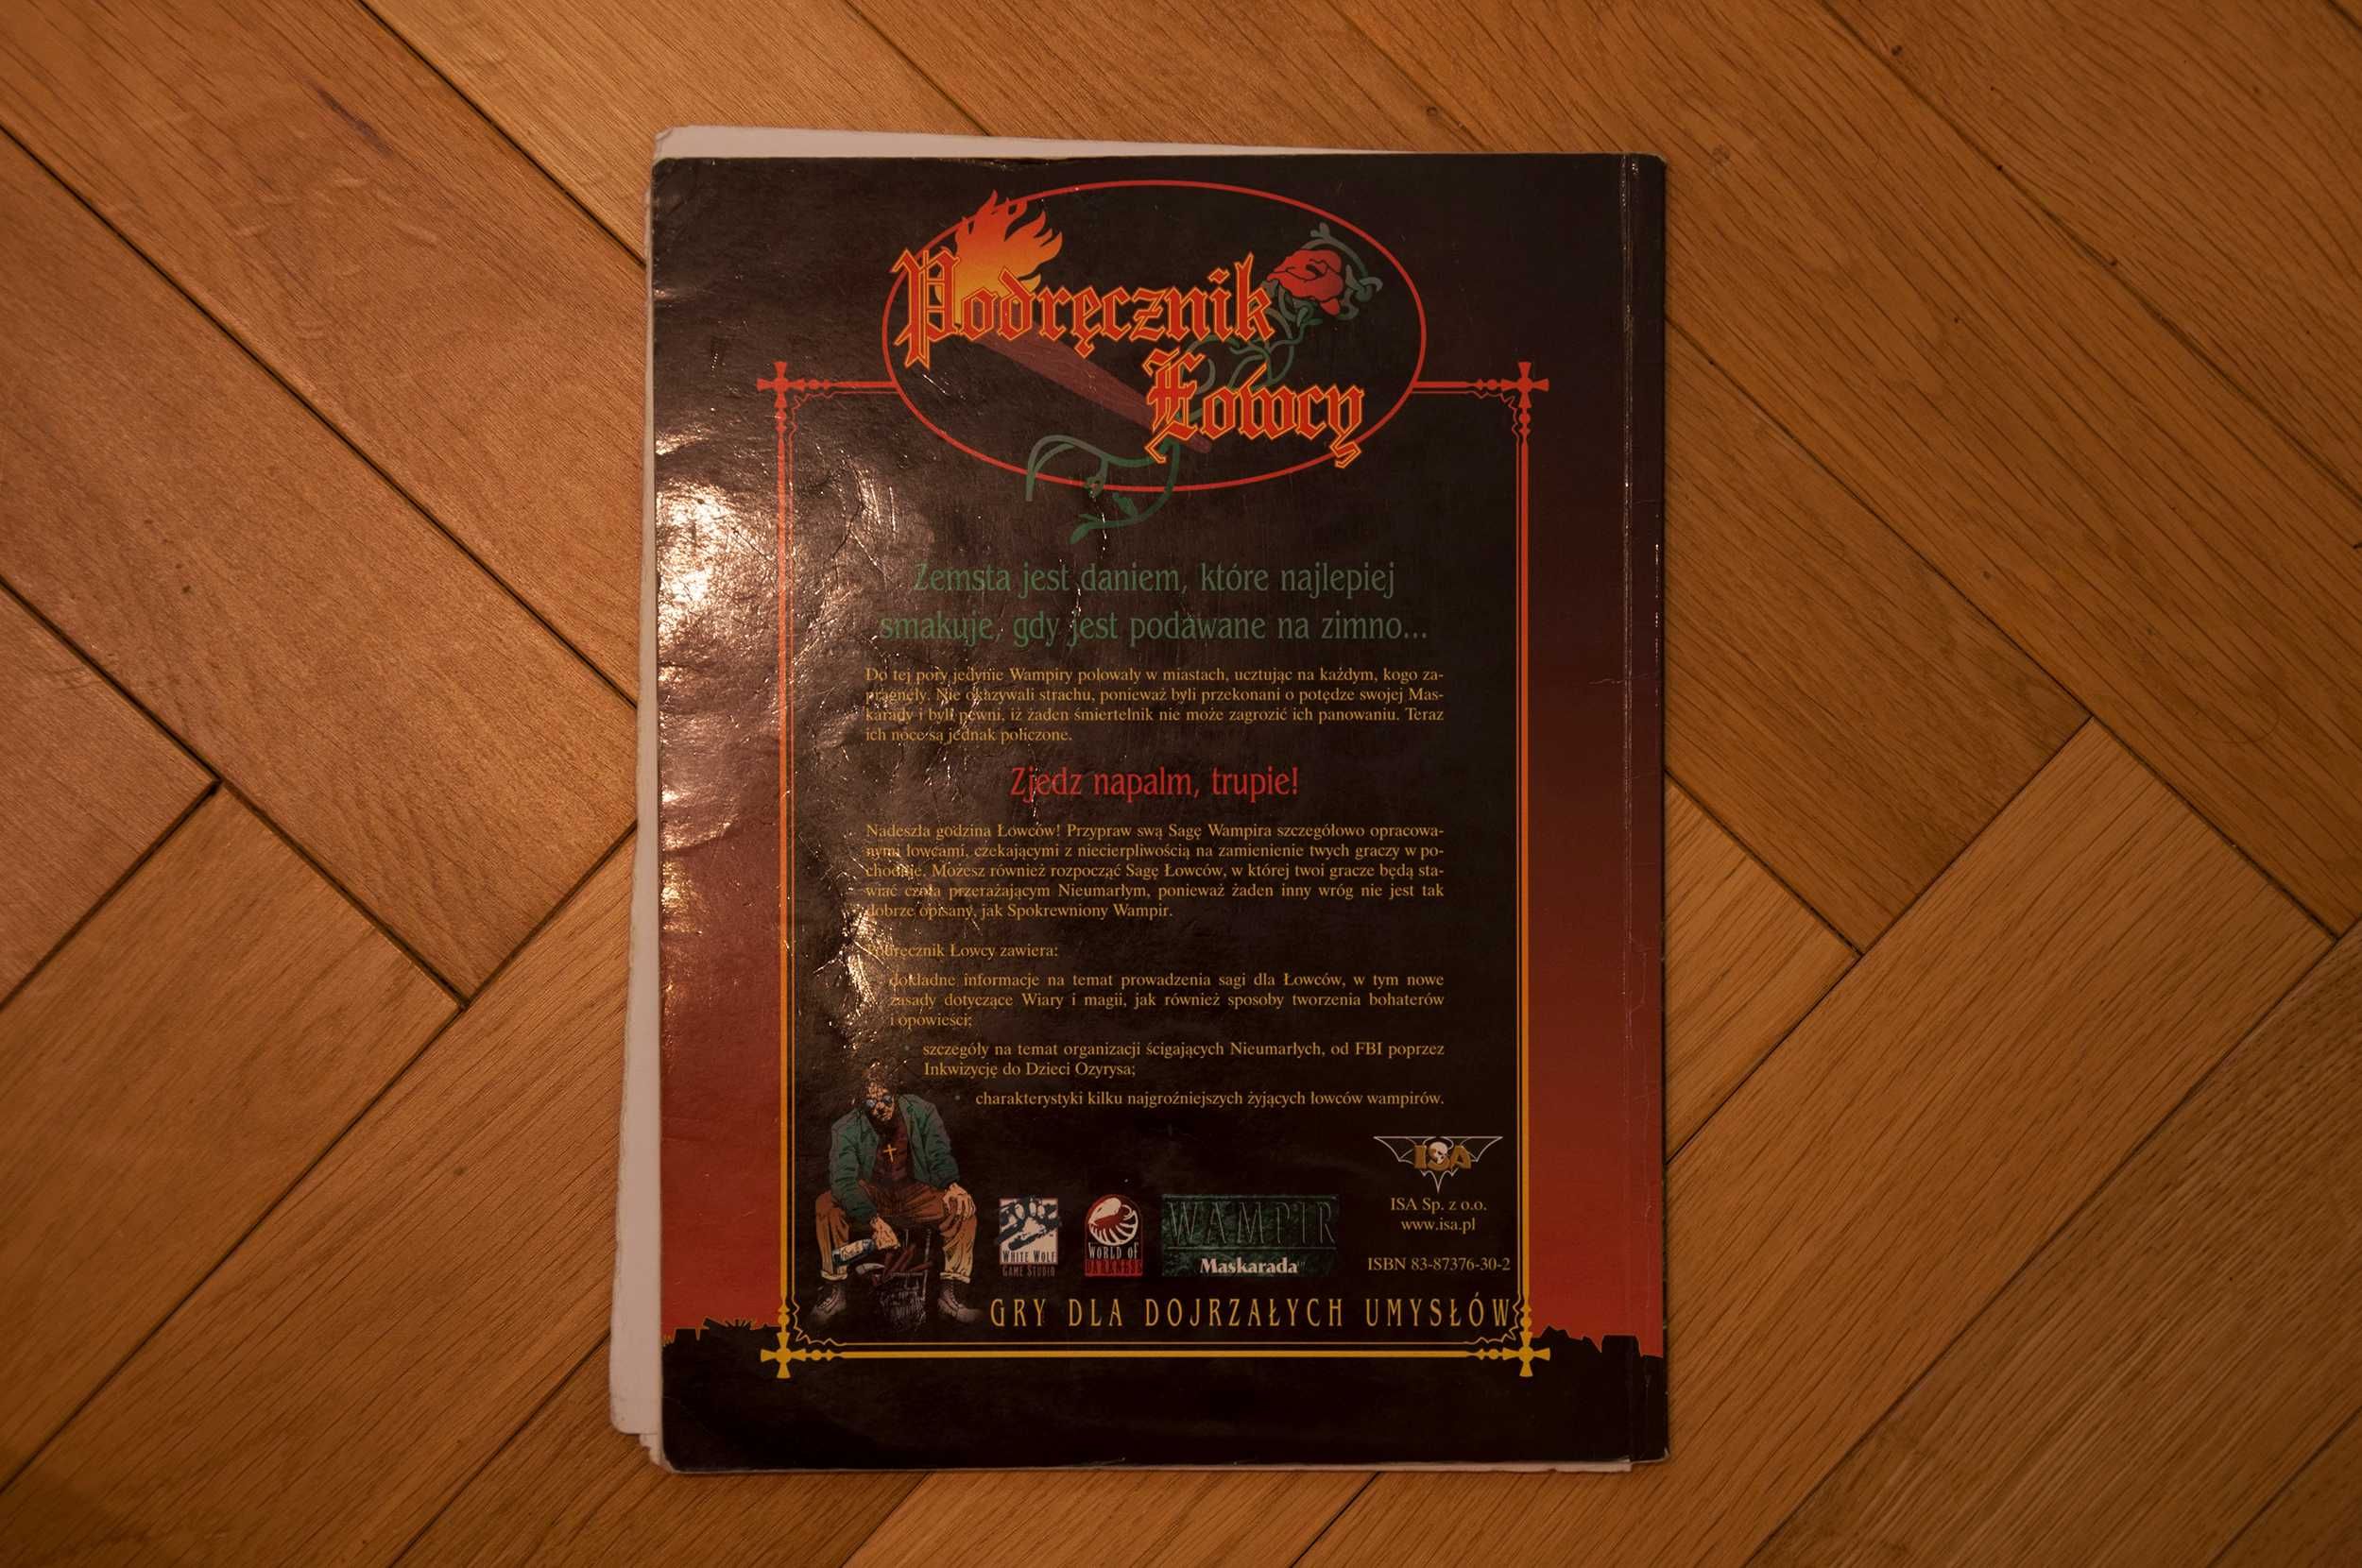 Podręcznik
Łowcy
Zemsta jest daniem, które najlepiej
smakuje, gdy jest podawane na zimno...
Do tej pory jedynie Wampiry polowały w miastach, ucztując na każdym, kogo za-
pragnęły. Nie okazywali strachu, ponieważ byli przekonani o potędze swojej Mas-
karady i byli pewni, iż żaden śmiertelnik nie może zagrozić ich panowaniu. Teraz
ich noce są jednak policzone.
Zjedz napalm, trupie!
Nadeszła godzina Łowców! Przypraw swą Sagę Wampira szczegółowo opracowa-
nymi łowcami, czekającymi z niecierpliwością na zamienienie twych graczy w po-
chodnie. Możesz również rozpocząć Sagę Łowców, w której twoi gracze będą sta-
wiać czoła przerażającym Nieumarłym, ponieważ żaden inny wróg nie jest tak
dobrze opisany, jak Spokrewniony Wampir.
Podręcznik Łowcy zawiera:
dokładne informacje na temat prowadzenia sagi dla Łowców, w tym nowe
zasady dotyczące Wiary i magii, jak również sposoby tworzenia bohaterów
i opowieści;
• szczegóły na temat organizacji ścigających Nieumarłych, od FBI poprzez
Inkwizycję do Dzieci Ozyrysa;
• charakterystyki kilku najgroźniejszych żyjących łowców wampirów.
ISA
ISA Sp. z o.o.
www.isa.pl
WHITE WOLF
GAME STUDIO
WORLD OF
DARKNESS
WAMPIR
Maskarada™
ISBN 83-87376-30-2
GRY DLA DOJRZAŁYCH UMYSŁÓW